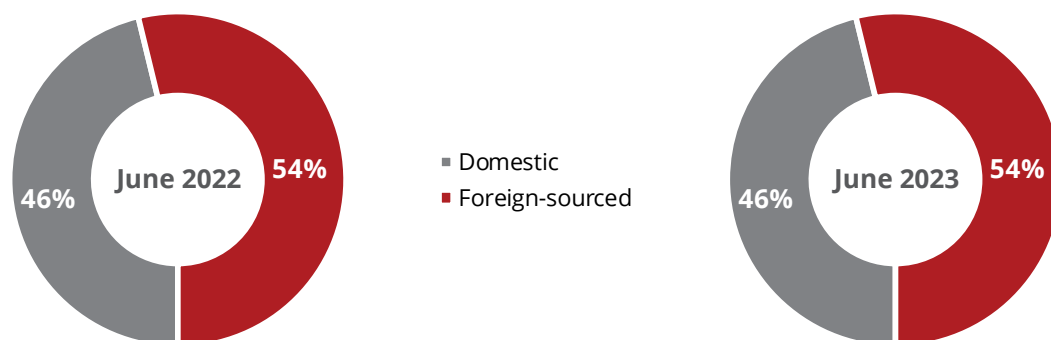 June 2022
46%
54%
Domestic
Foreign-sourced
June 2023
46%
54%